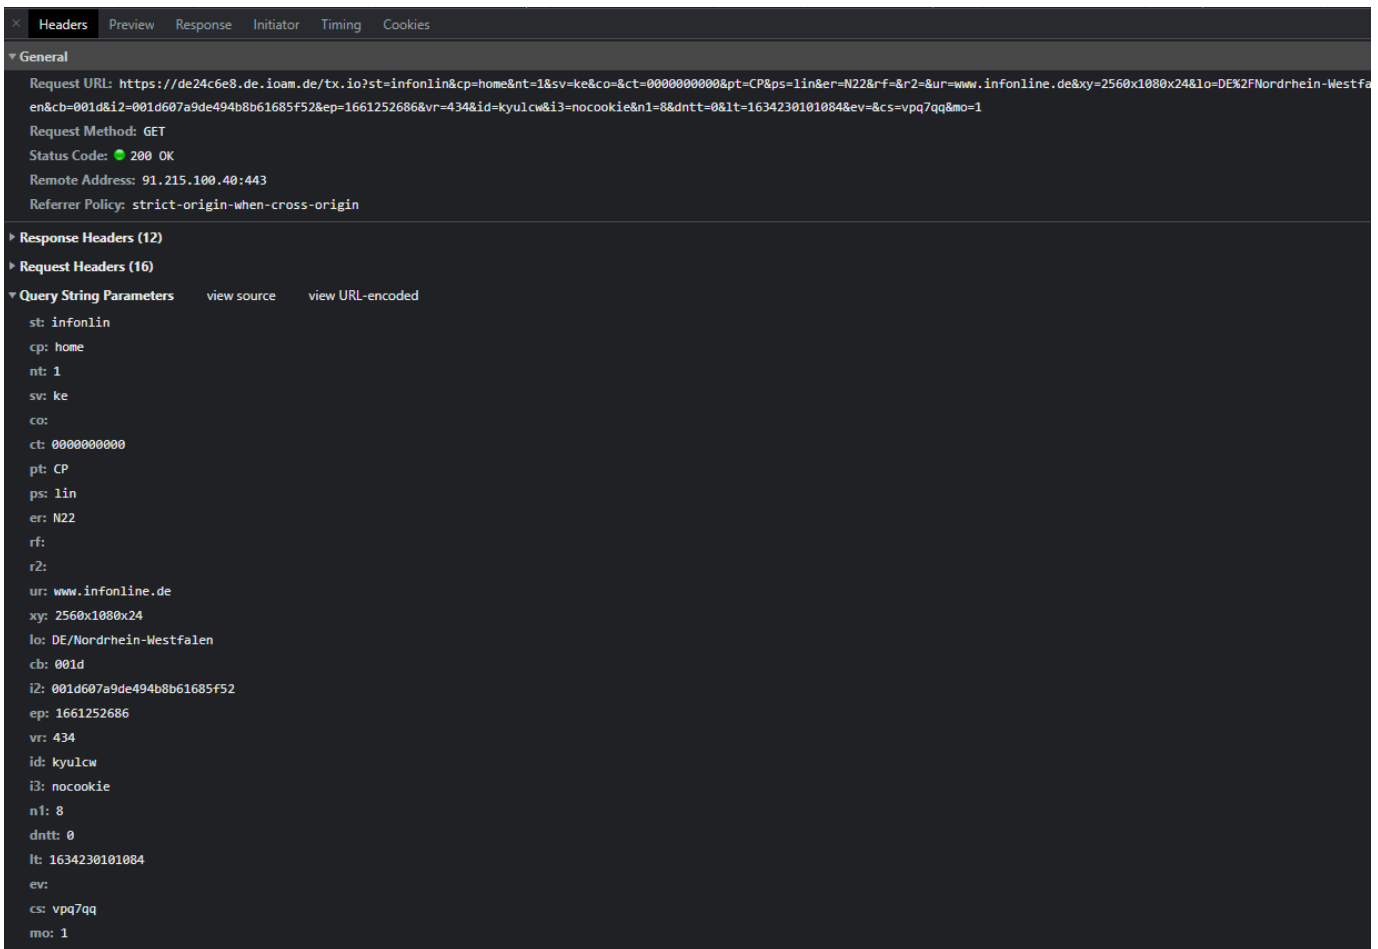 × Headers Preview Response Initiator Timing Cookies
General
Request URL: https://de24c6e8.de.ioam.de/tx.io?st=infonlin&cp=home&nt=1&sv=ke&co=&ct=0000000000&pt=CP&ps=lin&er=N22&rf=&r2=&ur=www.infonline.de&xy=2560x1080x24&lo=DE%2FNordrhein-Westfa
en&cb=001d&i2=001d607a9de494b8b61685f52&ep=1661252686&vr=434&id=kyulcw&i3=nocookie&n1=8&dntt=0&lt=1634230101084&ev=&cs=vpq7qq&mo=1
Request Method: GET
Status Code: 200 OK
Remote Address: 91.215.100.40:443
Referrer Policy: strict-origin-when-cross-origin
Response Headers (12)
Request Headers (16)
Query String Parameters view source view URL-encoded
st: infonlin
cp: home
nt: 1
sv: ke
co:
ct: 0000000000
pt: CP
ps: lin
er: N22
rf:
r2:
ur: www.infonline.de
xy: 2560x1080x24
lo: DE/Nordrhein-Westfalen
cb: 001d
i2: 001d607a9de494b8b61685f52
ep: 1661252686
vr: 434
id: kyulcw
i3: nocookie
n1: 8
dntt: 0
lt: 1634230101084
ev:
cs: vpq7qq
mo: 1